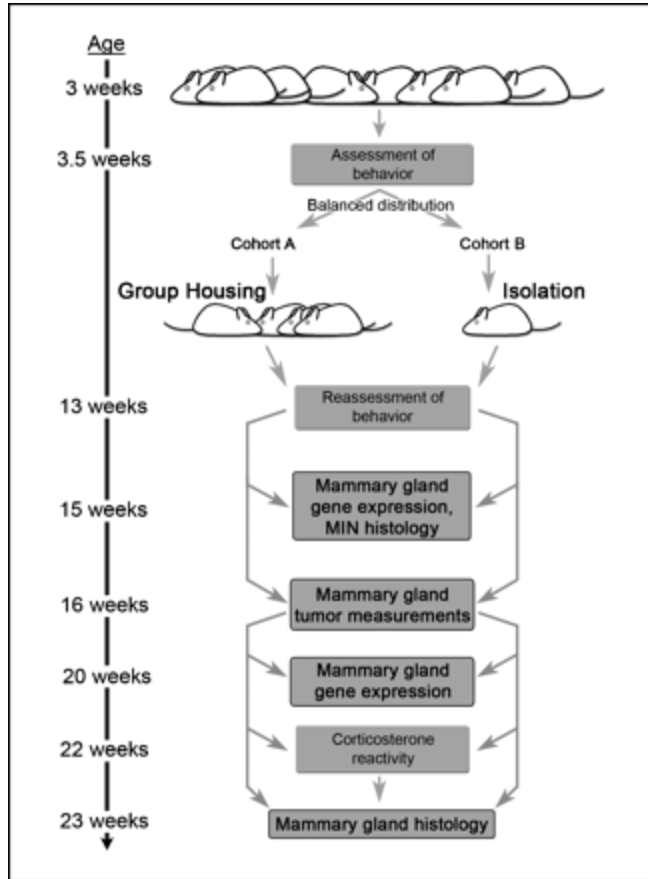 Age
3 weeks
3.5 weeks
Assessment of
behavior
Balanced distribution
Cohort A
Cohort B
Group Housing
Isolation
13 weeks
Reassessment of
behavior
15 weeks
Mammary gland
gene expression,
MIN histology
16 weeks
Mammary gland
tumor measurements
20 weeks
Mammary gland
gene expression
22 weeks
Corticosterone
reactivity
23 weeks
Mammary gland histology